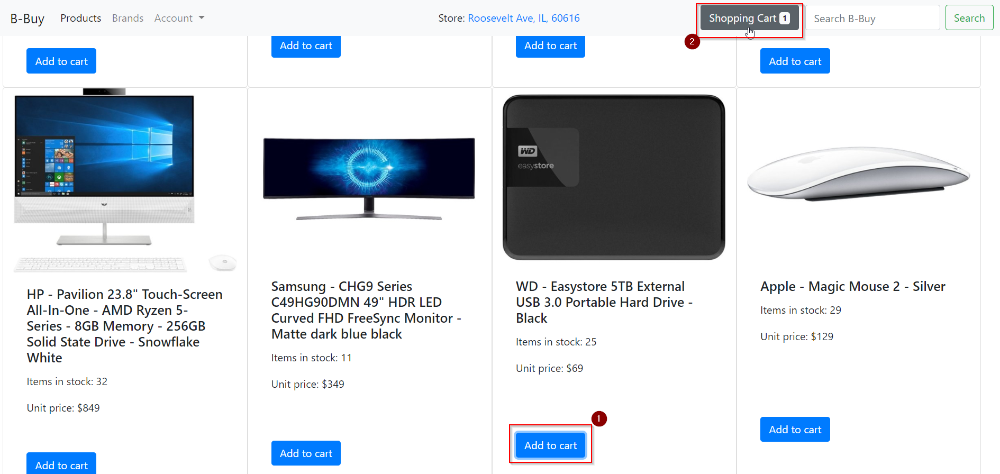 B-Buy
Products
Brands
Account
Store: Roosevelt Ave, IL, 60616
Shopping Cart 1
Search B-Buy
Search
2
Add to cart
Add to cart
Add to cart
Add to cart
HP - Pavilion 23.8" Touch-Screen
All-In-One - AMD Ryzen 5-
Series - 8GB Memory - 256GB
Solid State Drive - Snowflake
White
Items in stock: 32
Unit price: $849
Add to cart
Samsung - CHG9 Series
C49HG90DMN 49" HDR LED
Curved FHD FreeSync Monitor -
Matte dark blue black
Items in stock: 11
Unit price: $349
Add to cart
WD
easystore
WD - Easystore 5TB External
USB 3.0 Portable Hard Drive -
Black
Items in stock: 25
Unit price: $69
1
Add to cart
Apple - Magic Mouse 2 - Silver
Items in stock: 29
Unit price: $129
Add to cart